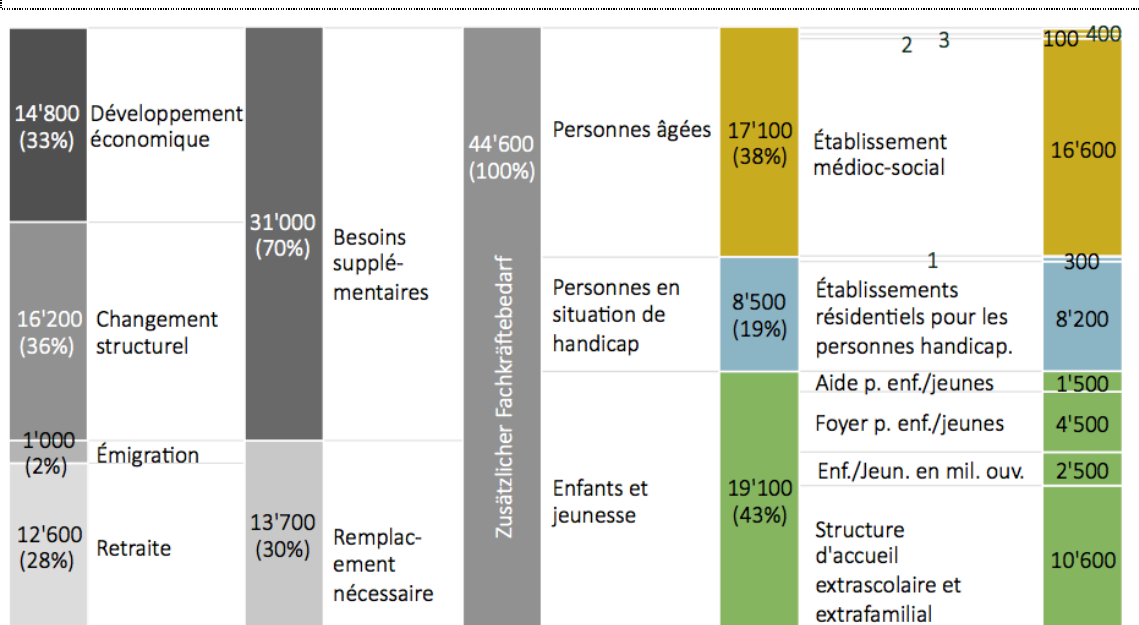 14'800
(33%)
Développement
économique
16'200
(36%)
Changement
structurel
1'000
(2%)
Émigration
12'600
(28%)
Retraite
31'000
(70%)
Besoins
supplé-
mentaires
13'700
(30%)
Remplac-
ement
nécessaire
44'600
(100%)
Zusätzlicher Fachkräftebedarf
Personnes âgées
17'100
(38%)
Personnes en
situation de
handicap
8'500
(19%)
Enfants et
jeunesse
19'100
(43%)
2
3
100
400
Établissement
médioc-social
16'600
1
300
Établissements
résidentiels pour les
personnes handicap.
8'200
Aide p. enf./jeunes
1'500
Foyer p. enf./jeunes
4'500
Enf./Jeun. en mil. ouv.
2'500
Structure
d'accueil
extrascolaire et
extrafamilial
10'600